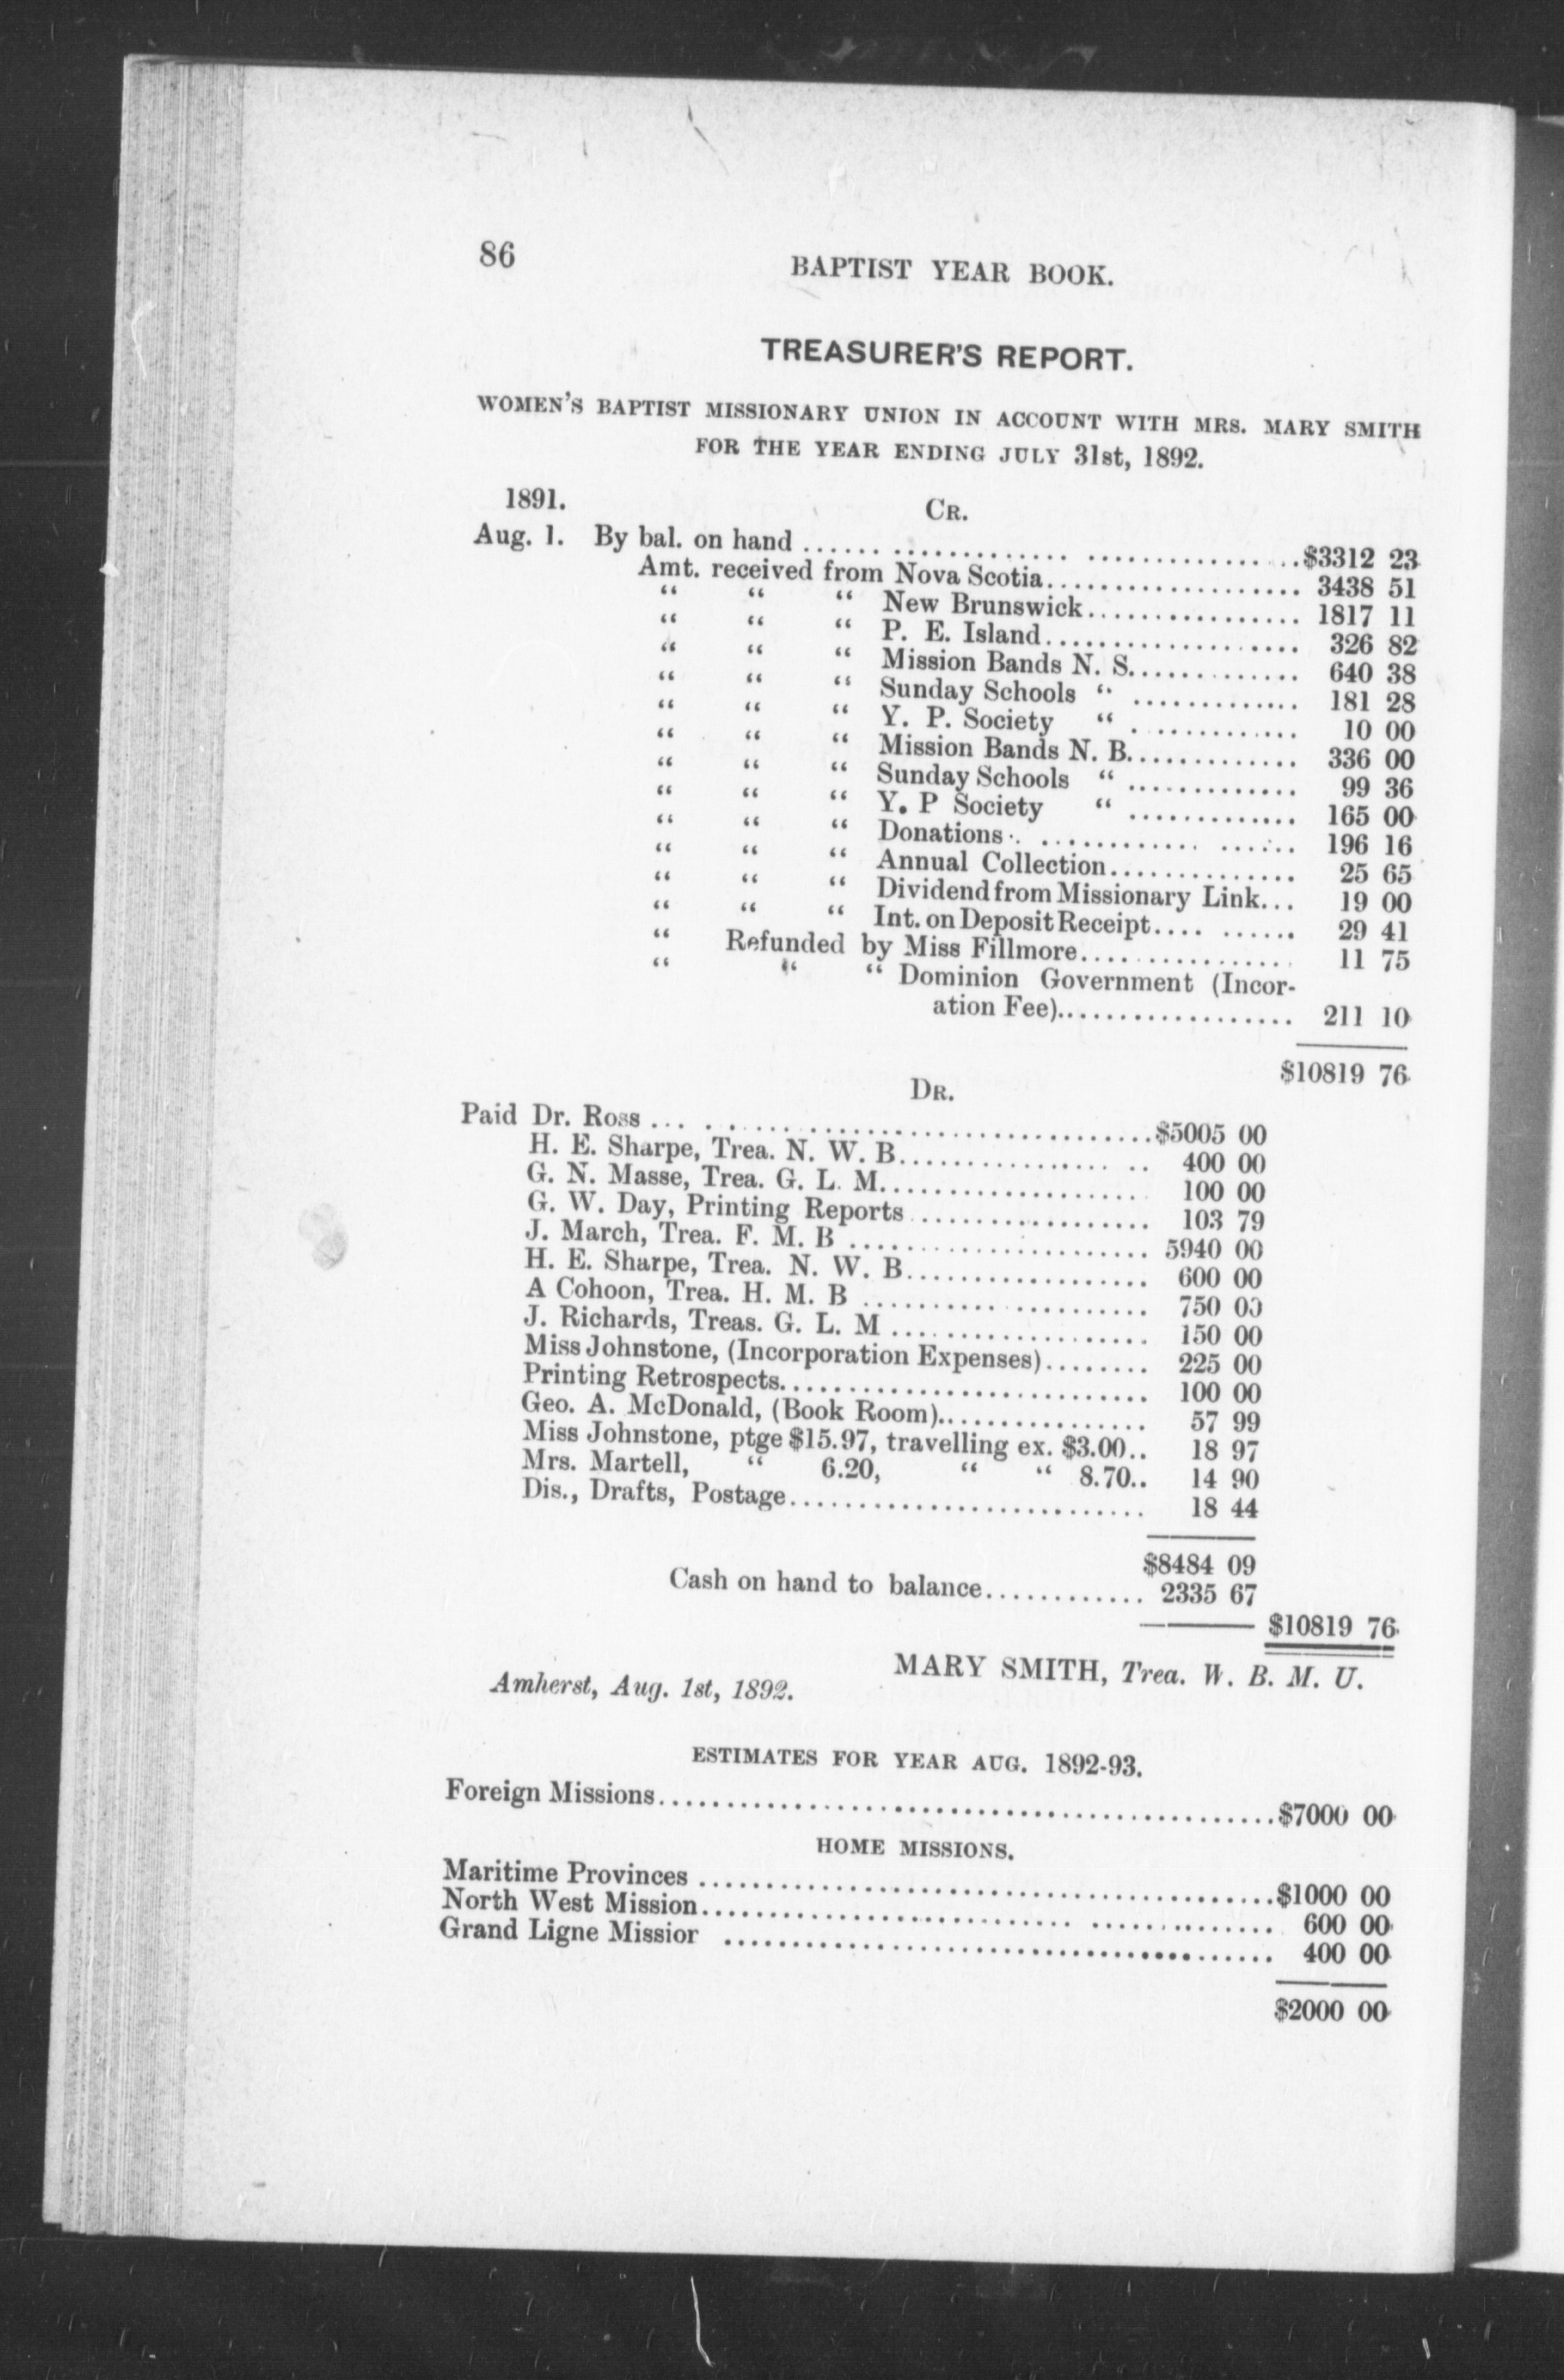 86
BAPTIST YEAR BOOK.
TREASURER'S REPORT.
WOMEN'S BAPTIST MISSIONARY UNION IN ACCOUNT WITH MRS. MARY SMITH
FOR THE YEAR ENDING JULY 31st, 1892.
1891.
CR.
Aug. 1. By bal. on hand ...... ............. ................$3312 23
Amt. received from Nova Scotia..................... 3438 51
“ “ “ New Brunswick................. 1817 11
“ “ “ P. E. Island.................... 326 82
“ “ “ Mission Bands N. S............. 640 38
“ “ “ Sunday Schools “ ............. 181 28
“ “ “ Y. P. Society “ ............. 10 00
“ “ “ Mission Bands N. B............. 336 00
“ “ “ Sunday Schools “ ............. 99 36
“ “ “ Y. P Society “ ............. 165 00
“ “ “ Donations.. ............ ...... 196 16
“ “ “ Annual Collection............... 25 65
“ “ “ Dividend from Missionary Link... 19 00
“ “ “ Int. on Deposit Receipt.... ...... 29 41
“ Refunded by Miss Fillmore................. 11 75
“ “ “ Dominion Government (Incor-
ation Fee)................... 211 10
$10819 76
DR.
Paid Dr. Ross ... ..................................$5005 00
H. E. Sharpe, Trea. N. W. B................. .. 400 00
G. N. Masse, Trea. G. L. M..................... 100 00
G. W. Day, Printing Reports .................. 103 79
J. March, Trea. F. M. B ....................... 5940 00
H. E. Sharpe, Trea. N. W. B................... 600 00
A Cohoon, Trea. H. M. B ...................... 750 00
J. Richards, Treas. G. L. M .................... 150 00
Miss Johnstone, (Incorporation Expenses)........ 225 00
Printing Retrospects............................ 100 00
Geo. A. McDonald, (Book Room)................ 57 99
Miss Johnstone, ptge $15.97, travelling ex. $3.00.. 18 97
Mrs. Martell, “ 6.20, “ “ 8.70.. 14 90
Dis., Drafts, Postage........................... 18 44
$8484 09
Cash on hand to balance............ 2335 67
$10819 76
MARY SMITH, Trea. W. B. M. U.
Amherst, Aug. 1st, 1892.
ESTIMATES FOR YEAR AUG. 1892-93.
Foreign Missions..............................................$7000 00
HOME MISSIONS.
Maritime Provinces ...........................................$1000 00
North West Mission............................ .............. 600 00
Grand Ligne Missior ......................................... 400 00
$2000 00